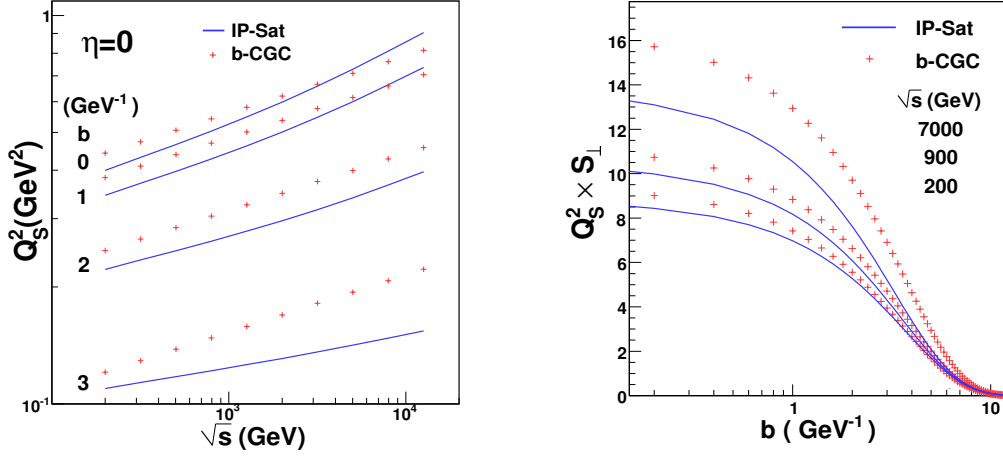 1
η=0
IP-Sat
b-CGC
(GeV⁻¹)
b
0
1
2
3
Q²S(GeV²)
10⁻¹
10³
10⁴
√s (GeV)
18
16
14
12
10
8
6
4
2
0
IP-Sat
b-CGC
√s (GeV)
7000
900
200
Q²S × S⊥
1
10
b ( GeV⁻¹)